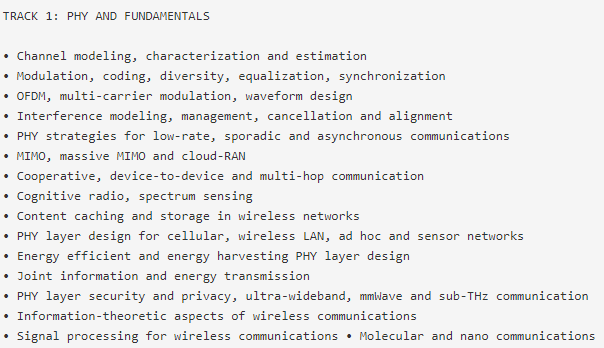 TRACK 1: PHY AND FUNDAMENTALS
• Channel modeling, characterization and estimation
• Modulation, coding, diversity, equalization, synchronization
• OFDM, multi-carrier modulation, waveform design
• Interference modeling, management, cancellation and alignment
• PHY strategies for low-rate, sporadic and asynchronous communications
• MIMO, massive MIMO and cloud-RAN
• Cooperative, device-to-device and multi-hop communication
• Cognitive radio, spectrum sensing
• Content caching and storage in wireless networks
• PHY layer design for cellular, wireless LAN, ad hoc and sensor networks
• Energy efficient and energy harvesting PHY layer design
• Joint information and energy transmission
• PHY layer security and privacy, ultra-wideband, mmWave and sub-THz communication
• Information-theoretic aspects of wireless communications
• Signal processing for wireless communications • Molecular and nano communications